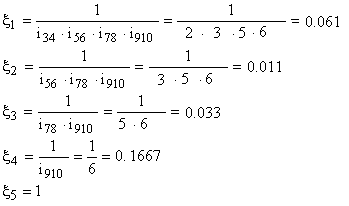 ξ1 = 1 / (i34 · i56 · i78 · i910) = 1 / (2 · 3 · 5 · 6) = 0.061
ξ2 = 1 / (i56 · i78 · i910) = 1 / (3 · 5 · 6) = 0.011
ξ3 = 1 / (i78 · i910) = 1 / (5 · 6) = 0.033
ξ4 = 1 / i910 = 1 / 6 = 0.1667
ξ5 = 1